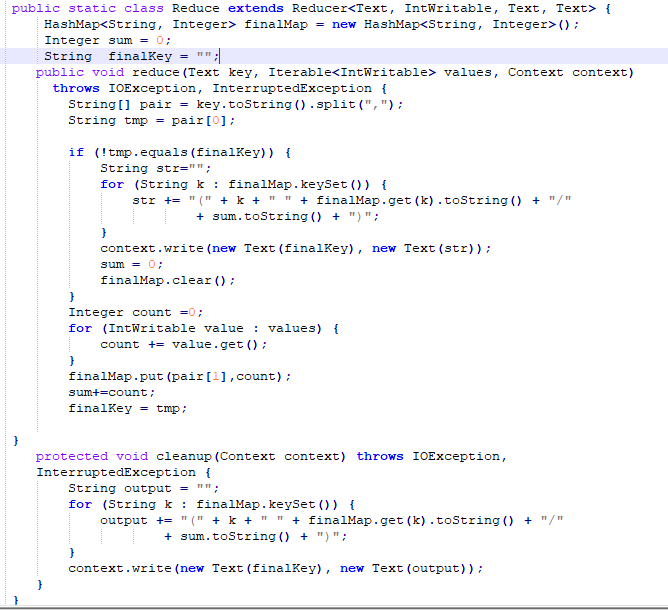 public static class Reduce extends Reducer<Text, IntWritable, Text, Text> {
HashMap<String, Integer> finalMap = new HashMap<String, Integer>();
Integer sum = 0;
String  finalKey = "";
public void reduce(Text key, Iterable<IntWritable> values, Context context)
throws IOException, InterruptedException {
String[] pair = key.toString().split(",");
String tmp = pair[0];
if (!tmp.equals(finalKey)) {
String str="";
for (String k : finalMap.keySet()) {
str += "(" + k + " " + finalMap.get(k).toString() + "/"
+ sum.toString() + ")";
}
context.write(new Text(finalKey), new Text(str));
sum = 0;
finalMap.clear();
}
Integer count =0;
for (IntWritable value : values) {
count += value.get();
}
finalMap.put(pair[1],count);
sum+=count;
finalKey = tmp;
}
protected void cleanup(Context context) throws IOException,
InterruptedException {
String output = "";
for (String k : finalMap.keySet()) {
output += "(" + k + " " + finalMap.get(k).toString() + "/"
+ sum.toString() + ")";
}
context.write(new Text(finalKey), new Text(output));
}
}